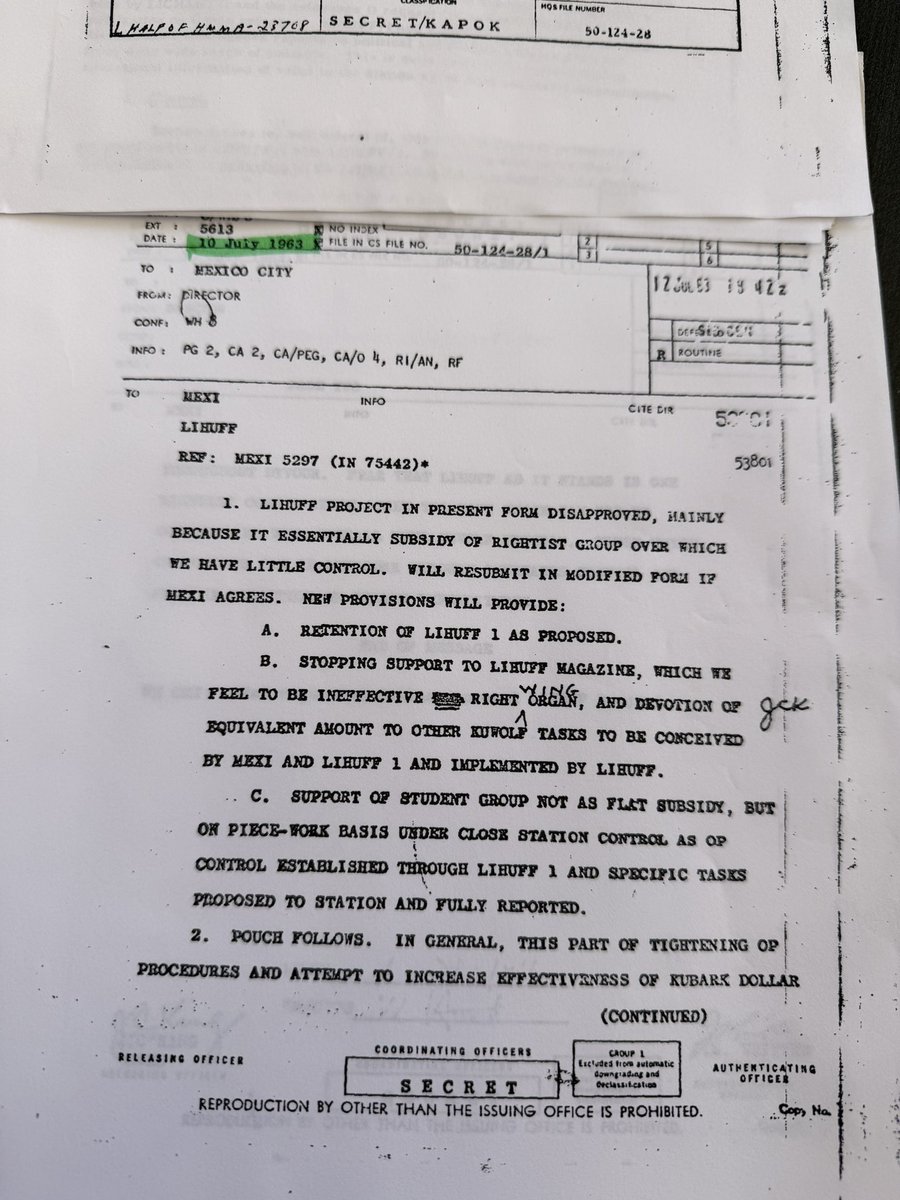 CLASSIFICATION
HQS FILE NUMBER
HMMA-23708
SECRET/KAPOK
50-124-28
EXT : 5613
NO INDEX
DATE : 10 July 1963
FILE IN CS FILE NO. 50-124-28/1
2
3
5
6
TO : MEXICO CITY
FROM: DIRECTOR
12 JUL 63 19 42z
CONF: WH 8
INFO : PG 2, CA 2, CA/PEG, CA/O 4, RI/AN, RF
R ROUTINE
TO MEXI INFO CITE DIR
LIHUFF
REF: MEXI 5297 (IN 75442)* 53801
1. LIHUFF PROJECT IN PRESENT FORM DISAPPROVED, MAINLY
BECAUSE IT ESSENTIALLY SUBSIDY OF RIGHTIST GROUP OVER WHICH
WE HAVE LITTLE CONTROL. WILL RESUBMIT IN MODIFIED FORM IF
MEXI AGREES. NEW PROVISIONS WILL PROVIDE:
A. RETENTION OF LIHUFF 1 AS PROPOSED.
B. STOPPING SUPPORT TO LIHUFF MAGAZINE, WHICH WE
FEEL TO BE INEFFECTIVE RIGHT WING ORGAN, AND DEVOTION OF gck
EQUIVALENT AMOUNT TO OTHER KUWOLF TASKS TO BE CONCEIVED
BY MEXI AND LIHUFF 1 AND IMPLEMENTED BY LIHUFF.
C. SUPPORT OF STUDENT GROUP NOT AS FLAT SUBSIDY, BUT
ON PIECE-WORK BASIS UNDER CLOSE STATION CONTROL AS OP
CONTROL ESTABLISHED THROUGH LIHUFF 1 AND SPECIFIC TASKS
PROPOSED TO STATION AND FULLY REPORTED.
2. POUCH FOLLOWS. IN GENERAL, THIS PART OF TIGHTENING OP
PROCEDURES AND ATTEMPT TO INCREASE EFFECTIVENESS OF KUBARK DOLLAR
(CONTINUED)
RELEASING OFFICER
COORDINATING OFFICERS
SECRET
GROUP 1
Excluded from automatic
downgrading and
Declassification
AUTHENTICATING
OFFICER
REPRODUCTION BY OTHER THAN THE ISSUING OFFICE IS PROHIBITED.
Copy No.